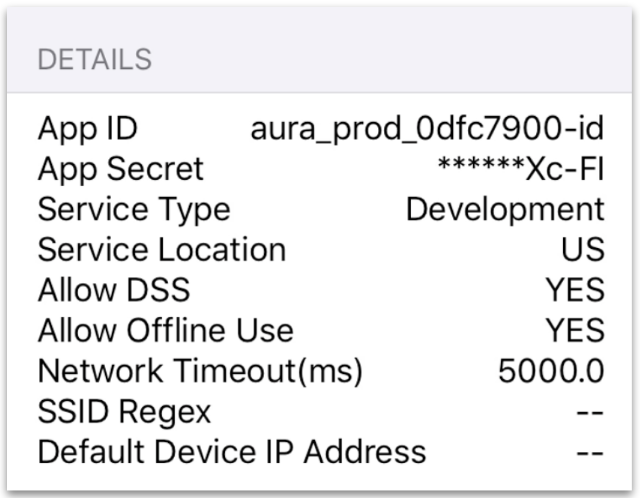 DETAILS
App ID aura_prod_0dfc7900-id
App Secret ******Xc-FI
Service Type Development
Service Location US
Allow DSS YES
Allow Offline Use YES
Network Timeout(ms) 5000.0
SSID Regex --
Default Device IP Address --